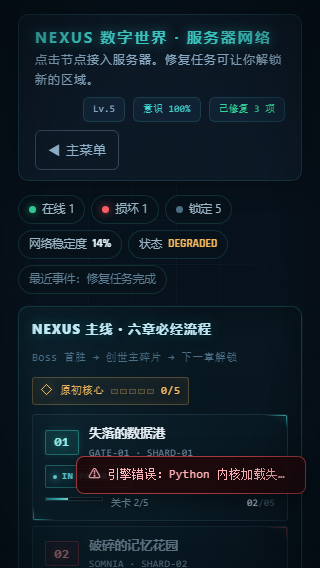 NEXUS 数字世界 · 服务器网络
点击节点接入服务器。修复任务可让你解锁
新的区域。
Lv.5 意识 100% 已修复 3 项
◀ 主菜单
在线 1 损坏 1 锁定 5
网络稳定度 14% 状态 DEGRADED
最近事件：修复任务完成
NEXUS 主线 · 六章必经流程
Boss 首胜 → 创世主碎片 → 下一章解锁
◇ 原初核心 0/5
01 失落的数据港
GATE-01 · SHARD-01
IN
引擎错误: Python 内核加载失…
关卡 2/5 02/05
02 破碎的记忆花园
SOMNIA · SHARD-02